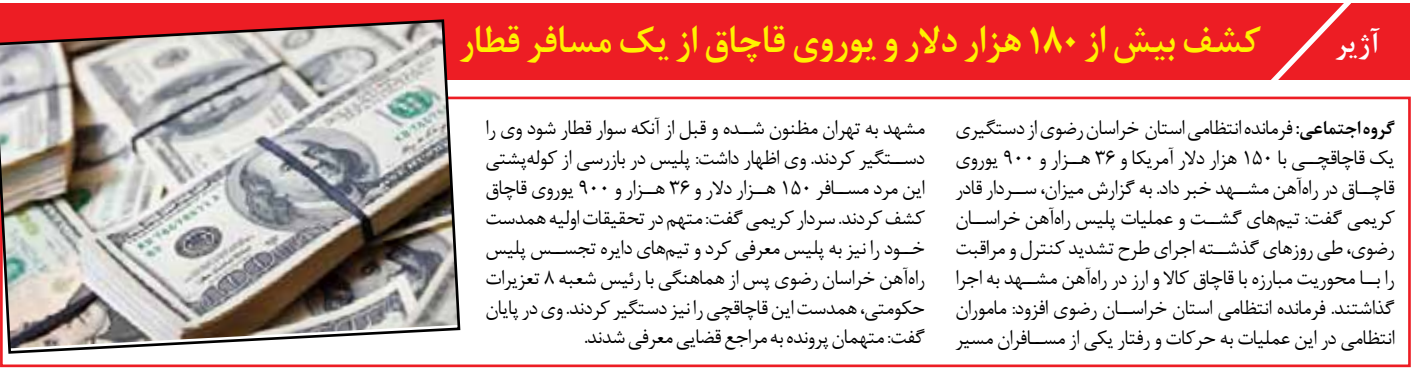 آژیر
کشف بیش از ۱۸۰ هزار دلار و یوروی قاچاق از یک مسافر قطار
گروه اجتماعی: فرمانده انتظامی استان خراسان رضوی از دستگیری
یک قاچاقچی با ۱۵۰ هزار دلار آمریکا و ۳۶ هزار و ۹۰۰ یوروی
قاچاق در راه‌آهن مشهد خبر داد. به گزارش میزان، سردار قادر
کریمی گفت: تیم‌های گشت و عملیات پلیس راه‌آهن خراسان
رضوی، طی روزهای گذشته اجرای طرح تشدید کنترل و مراقبت
را با محوریت مبارزه با قاچاق کالا و ارز در راه‌آهن مشهد به اجرا
گذاشتند. فرمانده انتظامی استان خراسان رضوی افزود: ماموران
انتظامی در این عملیات به حرکات و رفتار یکی از مسافران مسیر
مشهد به تهران مظنون شده و قبل از آنکه سوار قطار شود وی را
دستگیر کردند. وی اظهار داشت: پلیس در بازرسی از کوله‌پشتی
این مرد مسافر ۱۵۰ هزار دلار و ۳۶ هزار و ۹۰۰ یوروی قاچاق
کشف کردند. سردار کریمی گفت: متهم در تحقیقات اولیه همدست
خود را نیز به پلیس معرفی کرد و تیم‌های دایره تجسس پلیس
راه‌آهن خراسان رضوی پس از هماهنگی با رئیس شعبه ۸ تعزیرات
حکومتی، همدست این قاچاقچی را نیز دستگیر کردند. وی در پایان
گفت: متهمان پرونده به مراجع قضایی معرفی شدند.